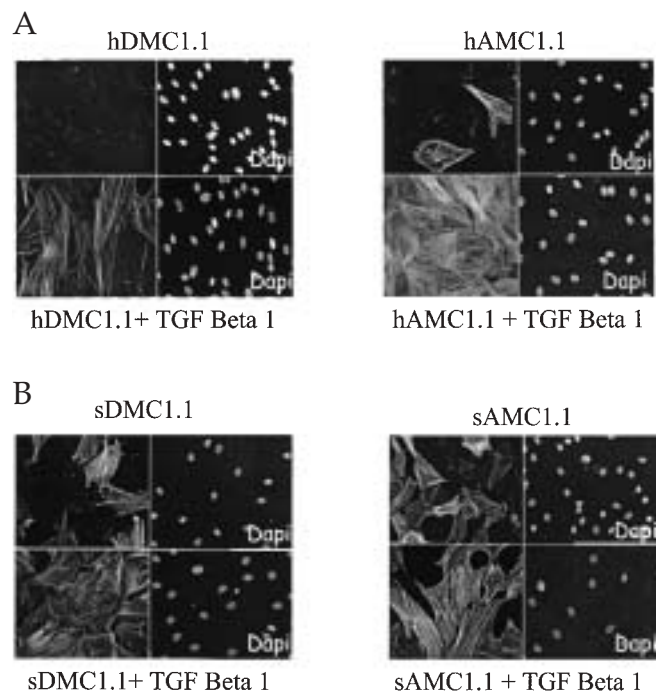 A
hDMC1.1
hAMC1.1
Dapi
Dapi
Dapi
Dapi
hDMC1.1+ TGF Beta 1
hAMC1.1 + TGF Beta 1
B
sDMC1.1
sAMC1.1
Dapi
Dapi
Dapi
Dapi
sDMC1.1+ TGF Beta 1
sAMC1.1 + TGF Beta 1